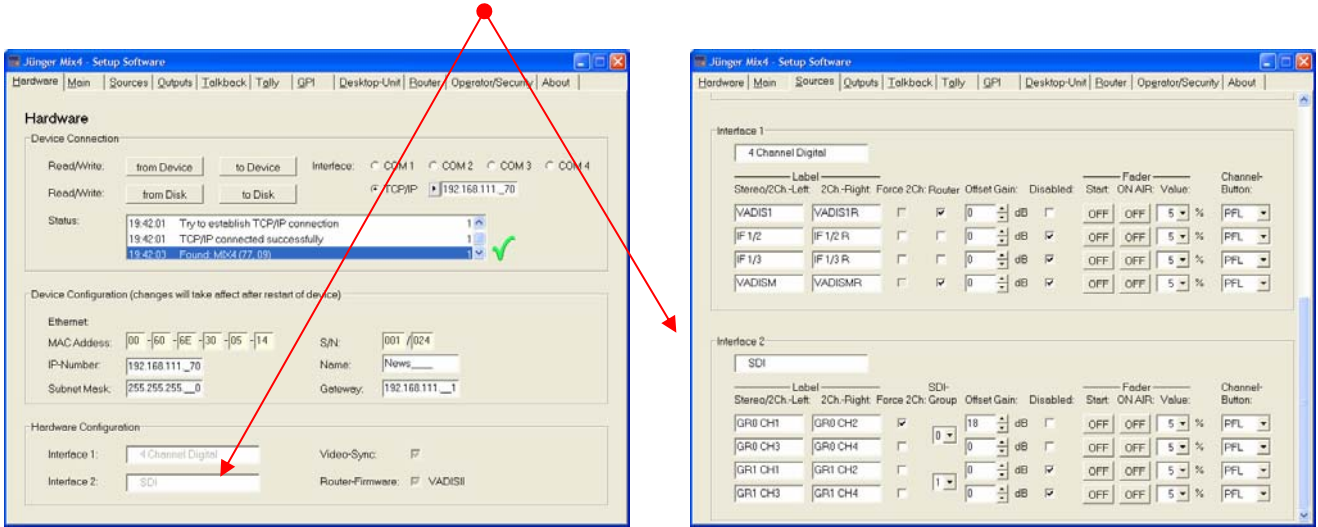 Jünger Mix4 - Setup Software
Hardware Main Sources Outputs Talkback Tally GPI Desktop-Unit Router Operator/Security About
Hardware
Device Connection
Read/Write: from Device to Device Interface: COM 1 COM 2 COM 3 COM 4
Read/Write: from Disk to Disk TCP/IP 192.168.111._70
Status:
19:42:01 Try to establish TCP/IP connection 1
19:42:01 TCP/IP connected successfully 1
19:42:03 Found: MIX4 (77, 09) 1
Device Configuration (changes will take affect after restart of device)
Ethernet:
MAC Addess: 00 - 60 - 6E - 30 - 05 - 14 S/N: 001 / 024
IP-Number: 192.168.111._70 Name: News____
Subnet Mask: 255.255.255.__0 Gateway: 192.168.111.__1
Hardware Configuration
Interface 1: 4 Channel Digital Video-Sync:
Interface 2: SDI Router-Firmware: VADISII
Jünger Mix4 - Setup Software
Hardware Main Sources Outputs Talkback Tally GPI Desktop-Unit Router Operator/Security About
Interface 1
4 Channel Digital
Label Fader Channel-
Stereo/2Ch.-Left 2Ch.-Right Force 2Ch: Router Offset Gain: Disabled: Start: ON AIR: Value: Button:
VADIS1 VADIS1R 0 dB OFF OFF 5 % PFL
IF 1/2 IF 1/2 R 0 dB OFF OFF 5 % PFL
IF 1/3 IF 1/3 R 0 dB OFF OFF 5 % PFL
VADISM VADISMR 0 dB OFF OFF 5 % PFL
Interface 2
SDI
Label SDI- Fader Channel-
Stereo/2Ch.-Left: 2Ch.-Right: Force 2Ch: Group Offset Gain: Disabled: Start: ON AIR: Value: Button:
GR0 CH1 GR0 CH2 0 18 dB OFF OFF 5 % PFL
GR0 CH3 GR0 CH4 0 dB OFF OFF 5 % PFL
GR1 CH1 GR1 CH2 1 0 dB OFF OFF 5 % PFL
GR1 CH3 GR1 CH4 0 dB OFF OFF 5 % PFL